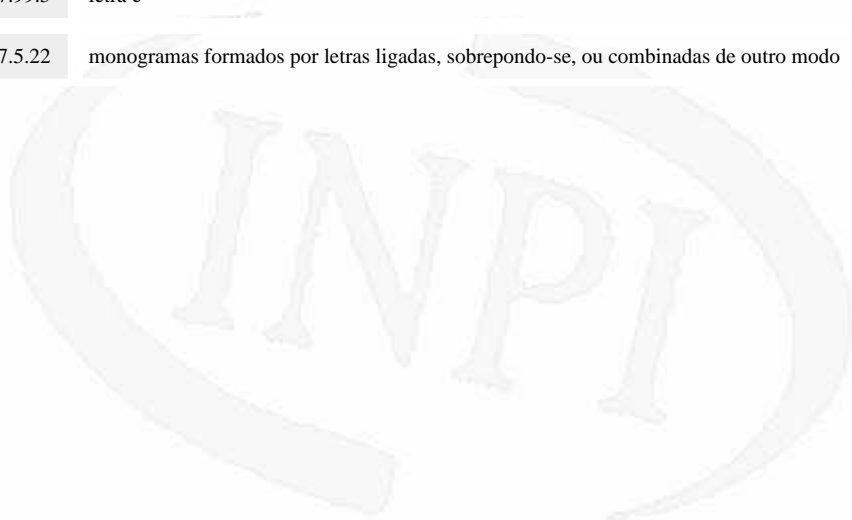 7.5.22 monogramas formados por letras ligadas, sobrepondo-se, ou combinadas de outro modo
INPI